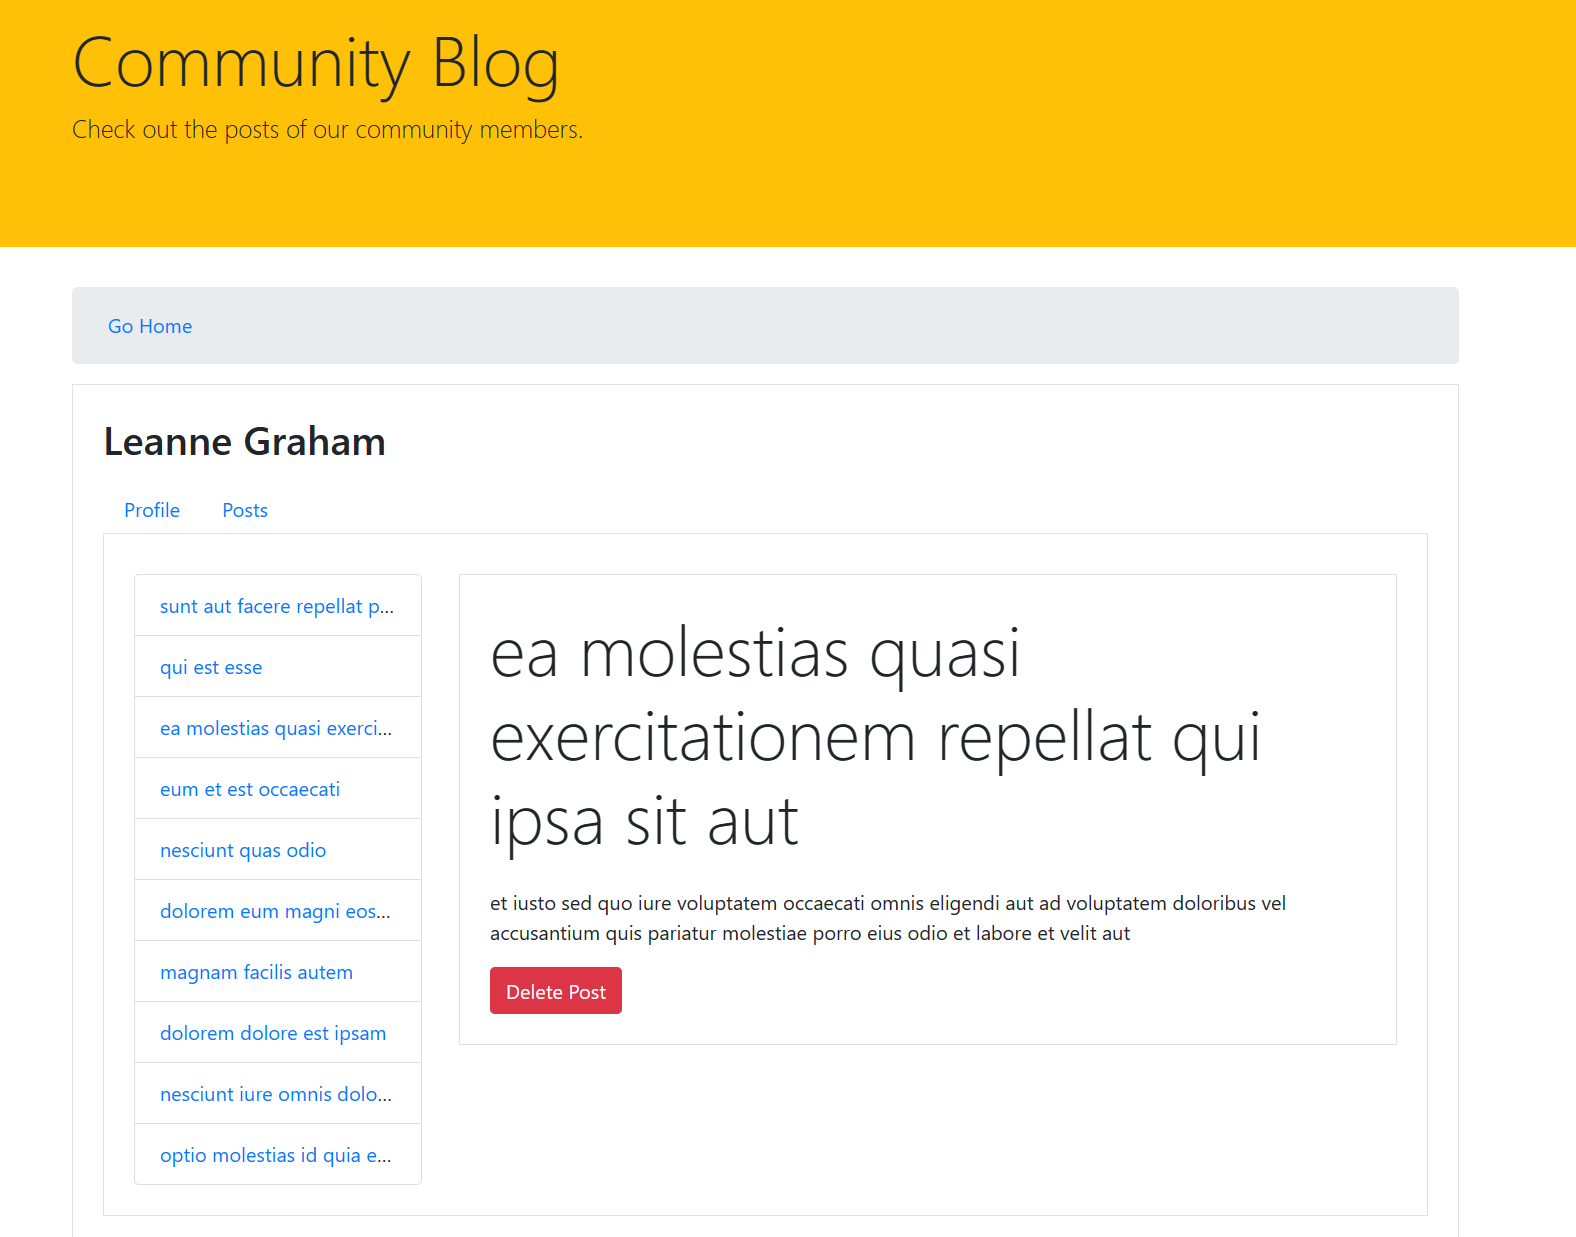 Community Blog
Check out the posts of our community members.
Go Home
Leanne Graham
Profile Posts
sunt aut facere repellat p...
qui est esse
ea molestias quasi exerci...
eum et est occaecati
nesciunt quas odio
dolorem eum magni eos...
magnam facilis autem
dolorem dolore est ipsam
nesciunt iure omnis dolo...
optio molestias id quia e...
ea molestias quasi
exercitationem repellat qui
ipsa sit aut
et iusto sed quo iure voluptatem occaecati omnis eligendi aut ad voluptatem doloribus vel
accusantium quis pariatur molestiae porro eius odio et labore et velit aut
Delete Post